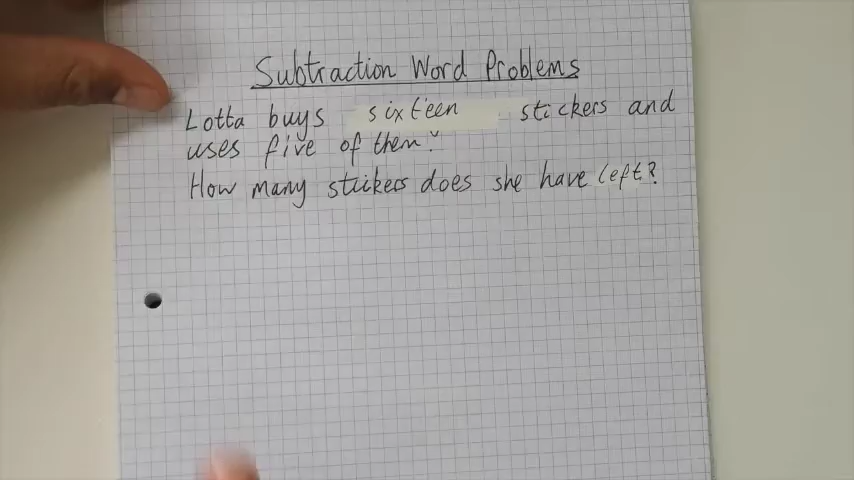 Subtraction Word Problems
Lotta buys sixteen stickers and
uses five of them.
How many stickers does she have left?